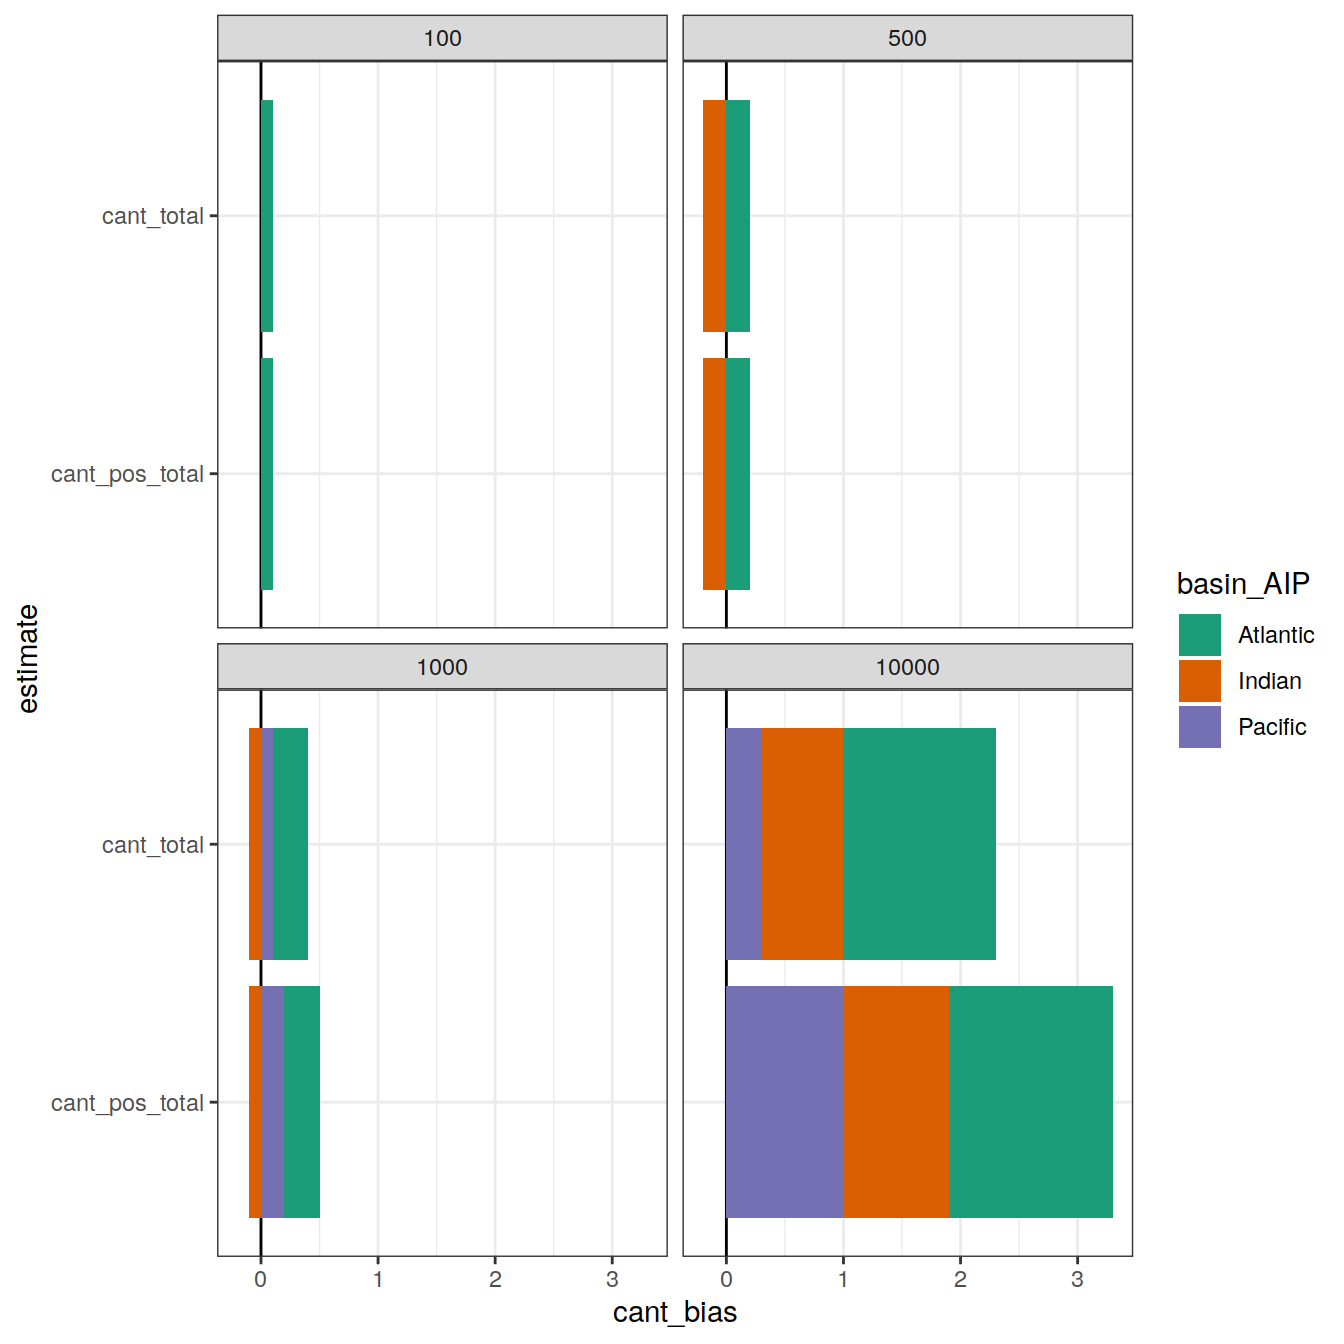 100
500
cant_total
cant_pos_total
1000
10000
cant_total
cant_pos_total
0 1 2 3
0 1 2 3
cant_bias
estimate
basin_AIP
Atlantic
Indian
Pacific